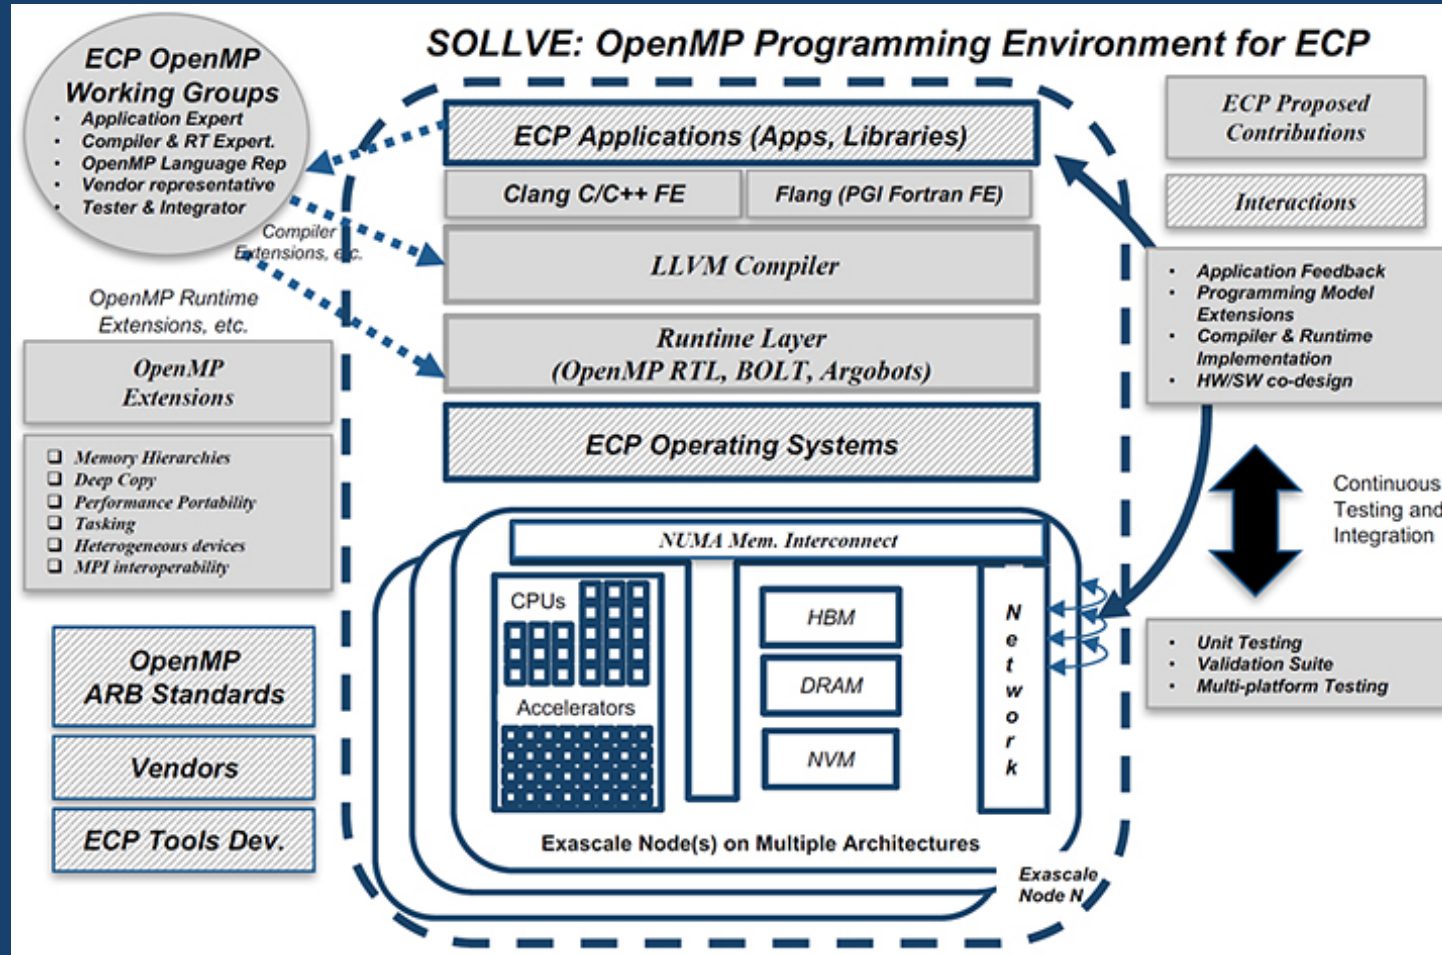 SOLLVE: OpenMP Programming Environment for ECP
ECP OpenMP
Working Groups
• Application Expert
• Compiler & RT Expert.
• OpenMP Language Rep
• Vendor representative
• Tester & Integrator
Compiler
Extensions, etc.
OpenMP Runtime
Extensions, etc.
OpenMP
Extensions
❑ Memory Hierarchies
❑ Deep Copy
❑ Performance Portability
❑ Tasking
❑ Heterogeneous devices
❑ MPI interoperability
OpenMP
ARB Standards
Vendors
ECP Tools Dev.
ECP Applications (Apps, Libraries)
Clang C/C++ FE
Flang (PGI Fortran FE)
LLVM Compiler
Runtime Layer
(OpenMP RTL, BOLT, Argobots)
ECP Operating Systems
NUMA Mem. Interconnect
CPUs
Accelerators
HBM
DRAM
NVM
Network
Exascale Node(s) on Multiple Architectures
Exascale
Node N
ECP Proposed
Contributions
Interactions
• Application Feedback
• Programming Model
Extensions
• Compiler & Runtime
Implementation
• HW/SW co-design
Continuous
Testing and
Integration
• Unit Testing
• Validation Suite
• Multi-platform Testing